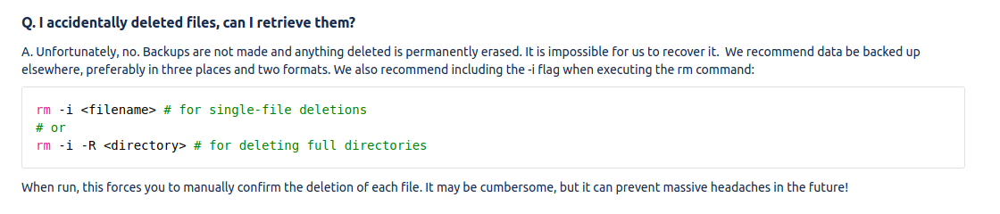 Q. I accidentally deleted files, can I retrieve them?
A. Unfortunately, no. Backups are not made and anything deleted is permanently erased. It is impossible for us to recover it.  We recommend data be backed up
elsewhere, preferably in three places and two formats. We also recommend including the -i flag when executing the rm command:
rm -i <filename> # for single-file deletions
# or
rm -i -R <directory> # for deleting full directories
When run, this forces you to manually confirm the deletion of each file. It may be cumbersome, but it can prevent massive headaches in the future!